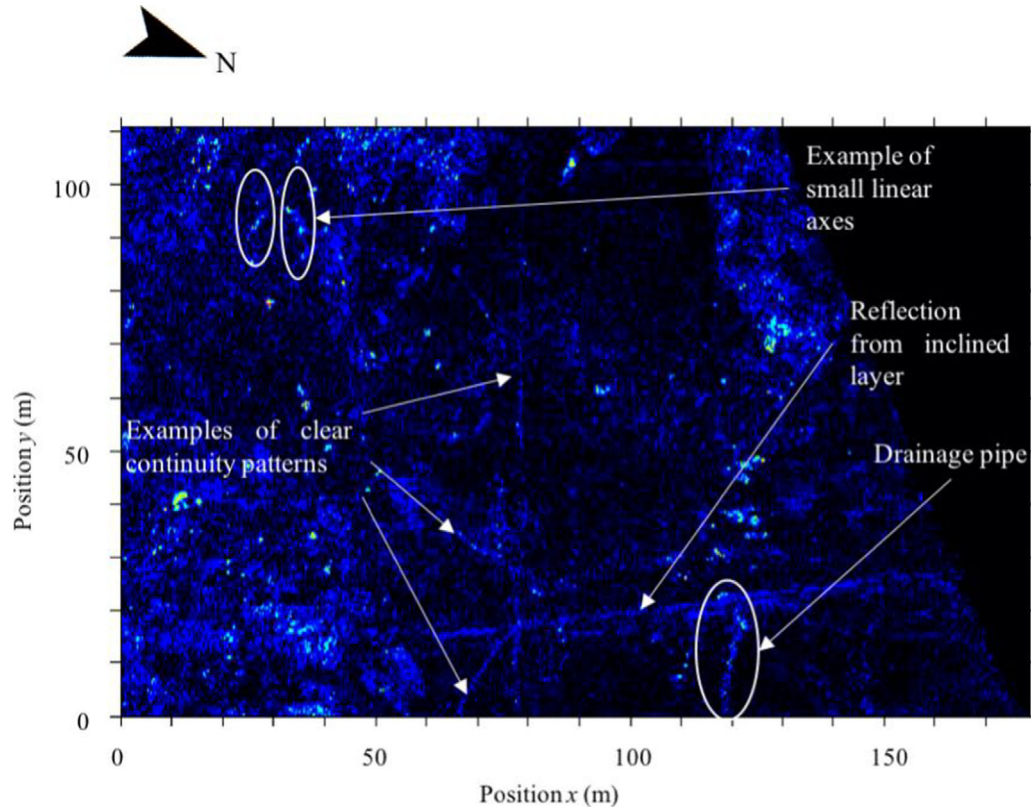 N
Example of
small linear
axes
100
Reflection
from inclined
layer
Examples of clear
continuity patterns
50
Drainage pipe
Position y (m)
0
0 50 100 150
Position x (m)